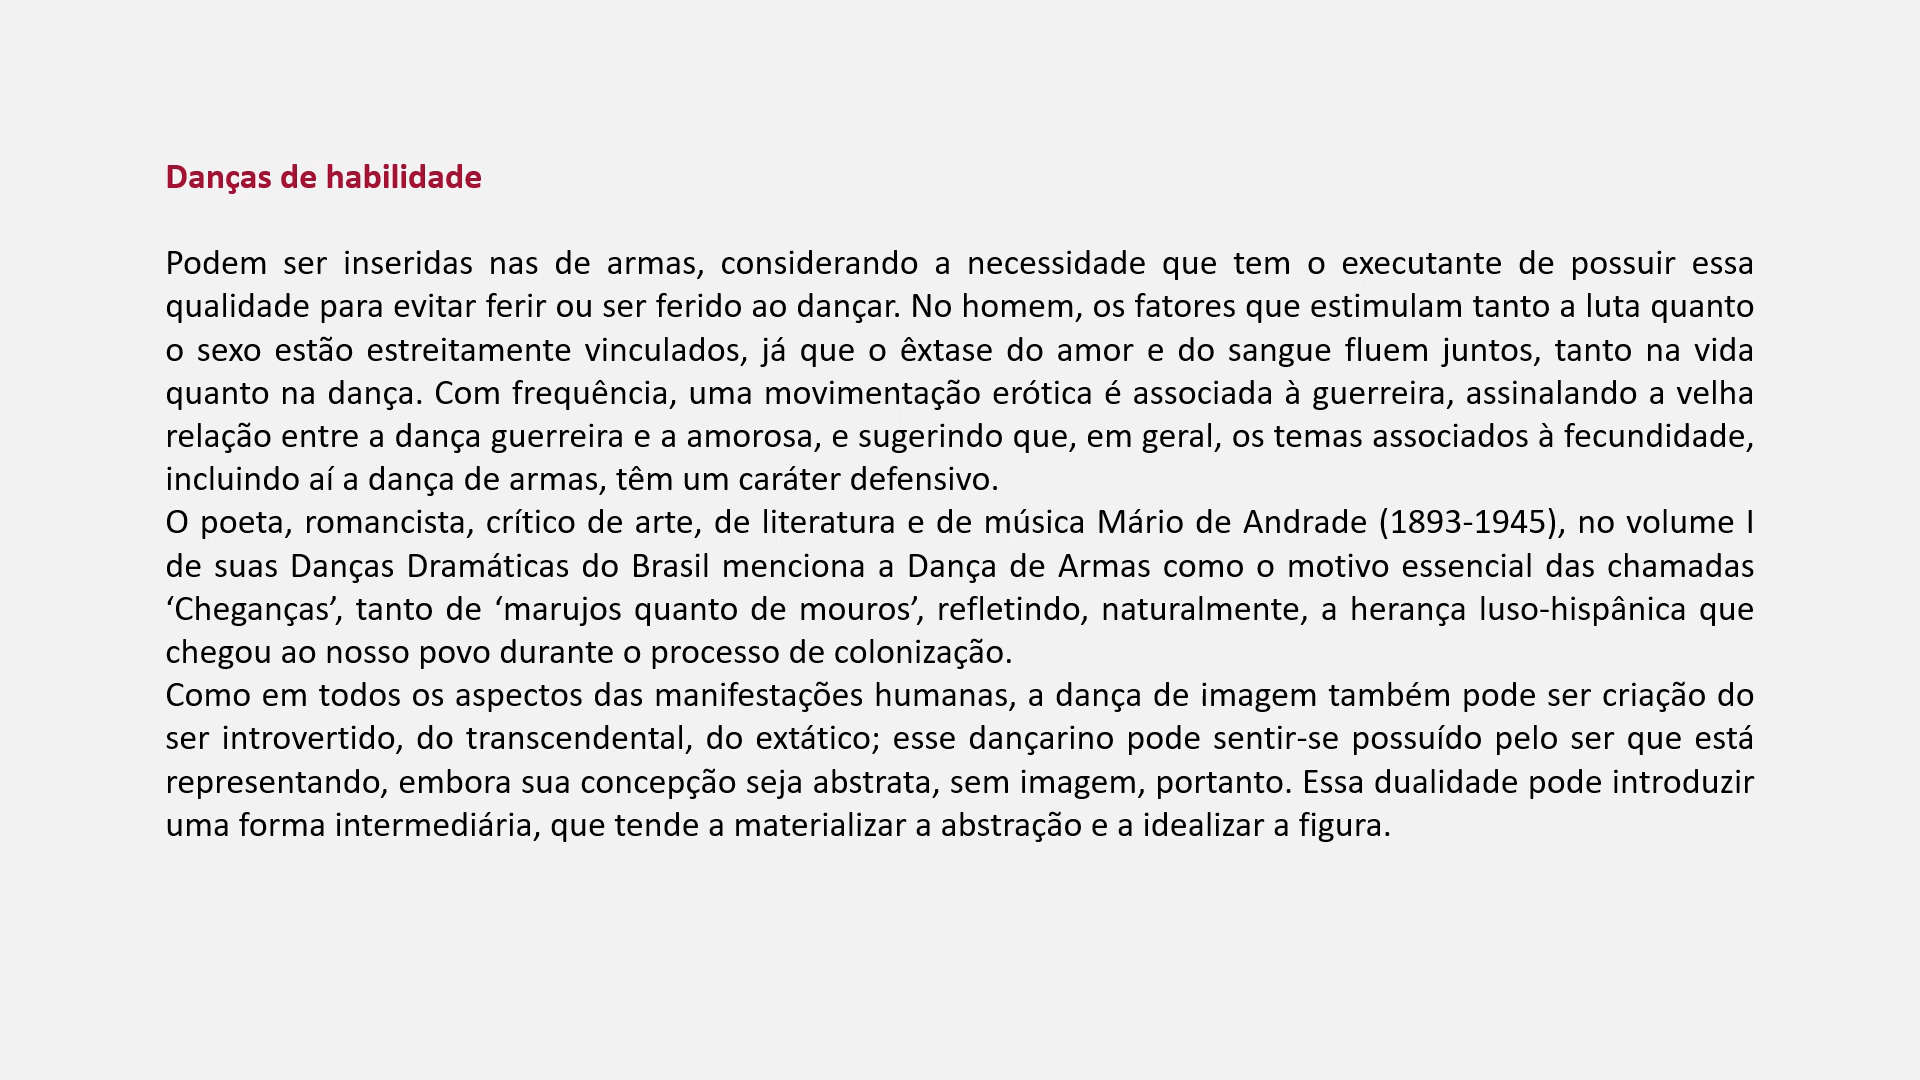 Danças de habilidade
Podem ser inseridas nas de armas, considerando a necessidade que tem o executante de possuir essa
qualidade para evitar ferir ou ser ferido ao dançar. No homem, os fatores que estimulam tanto a luta quanto
o sexo estão estreitamente vinculados, já que o êxtase do amor e do sangue fluem juntos, tanto na vida
quanto na dança. Com frequência, uma movimentação erótica é associada à guerreira, assinalando a velha
relação entre a dança guerreira e a amorosa, e sugerindo que, em geral, os temas associados à fecundidade,
incluindo aí a dança de armas, têm um caráter defensivo.
O poeta, romancista, crítico de arte, de literatura e de música Mário de Andrade (1893-1945), no volume I
de suas Danças Dramáticas do Brasil menciona a Dança de Armas como o motivo essencial das chamadas
‘Cheganças’, tanto de ‘marujos quanto de mouros’, refletindo, naturalmente, a herança luso-hispânica que
chegou ao nosso povo durante o processo de colonização.
Como em todos os aspectos das manifestações humanas, a dança de imagem também pode ser criação do
ser introvertido, do transcendental, do extático; esse dançarino pode sentir-se possuído pelo ser que está
representando, embora sua concepção seja abstrata, sem imagem, portanto. Essa dualidade pode introduzir
uma forma intermediária, que tende a materializar a abstração e a idealizar a figura.